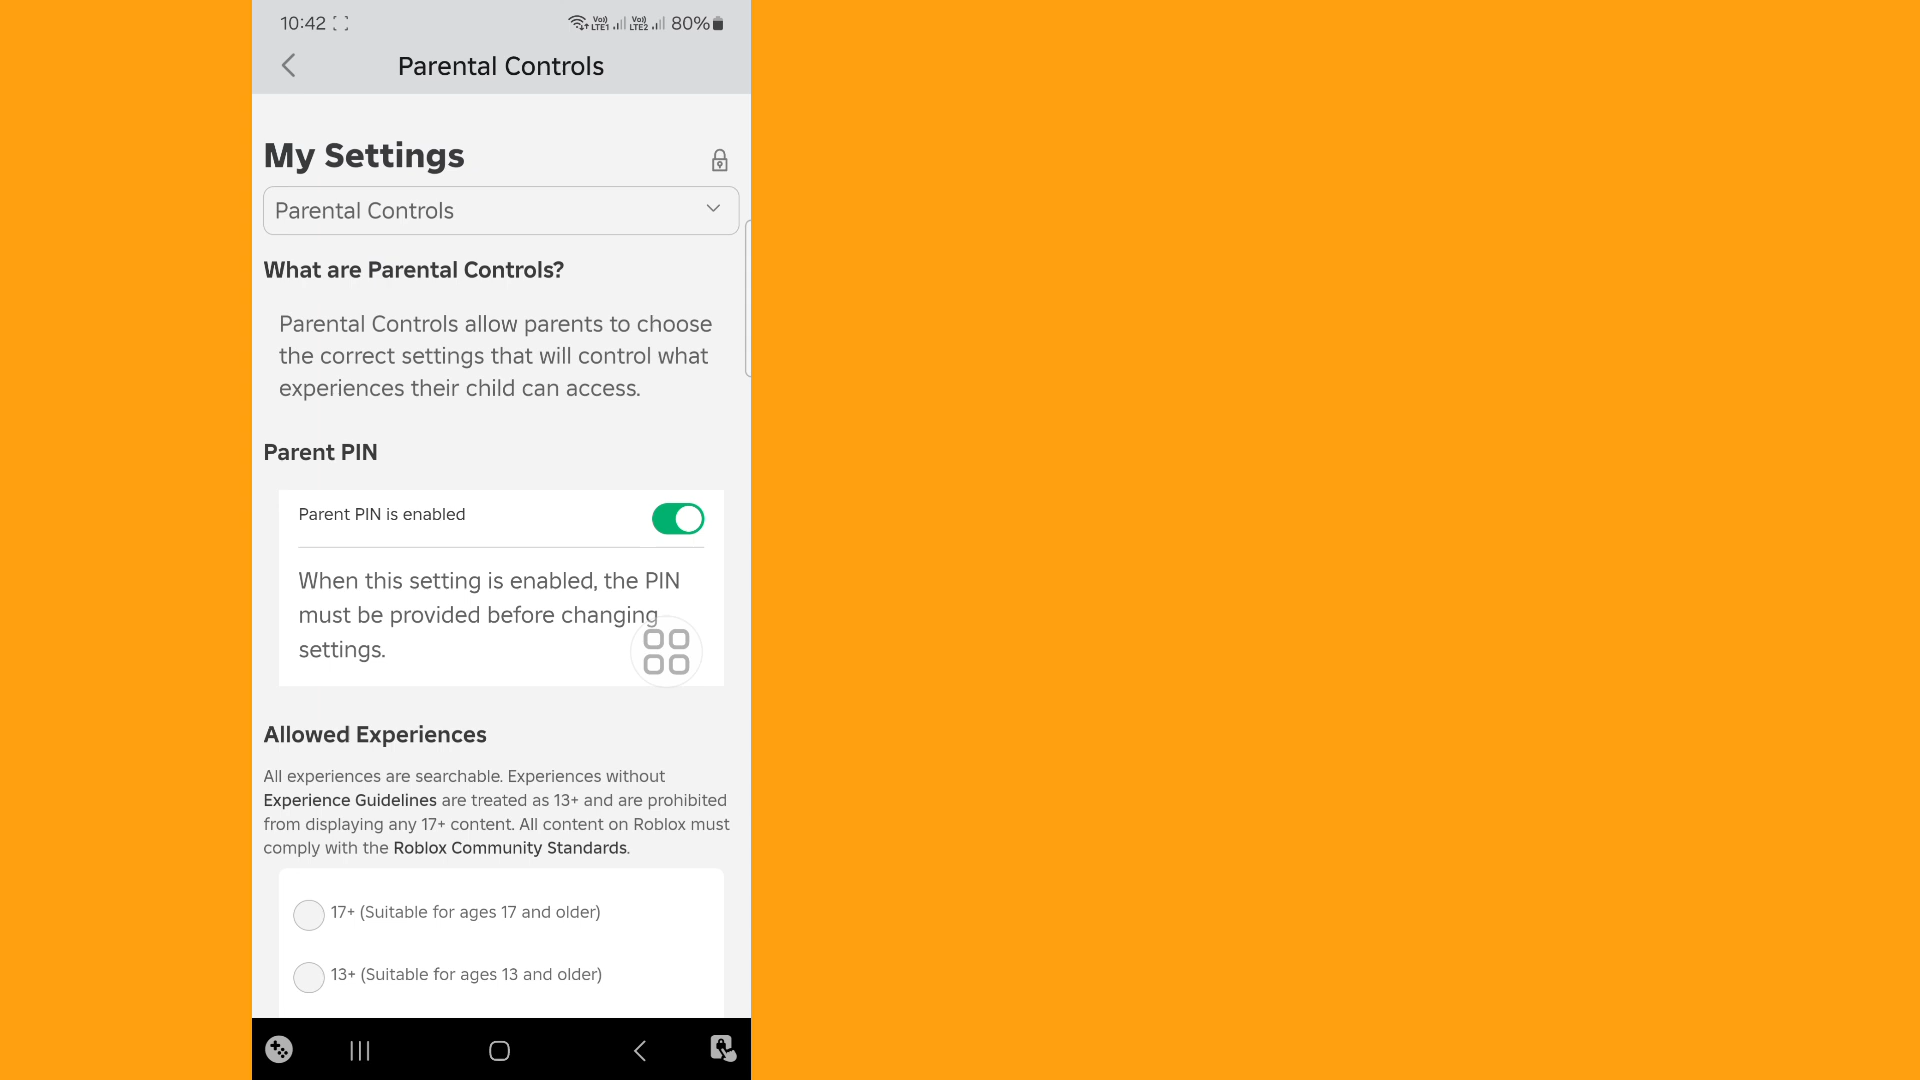 10:42
Vo)) LTE1 Vo)) LTE2 80%
Parental Controls
My Settings
Parental Controls
What are Parental Controls?
Parental Controls allow parents to choose
the correct settings that will control what
experiences their child can access.
Parent PIN
Parent PIN is enabled
When this setting is enabled, the PIN
must be provided before changing
settings.
Allowed Experiences
All experiences are searchable. Experiences without
Experience Guidelines are treated as 13+ and are prohibited
from displaying any 17+ content. All content on Roblox must
comply with the Roblox Community Standards.
17+ (Suitable for ages 17 and older)
13+ (Suitable for ages 13 and older)